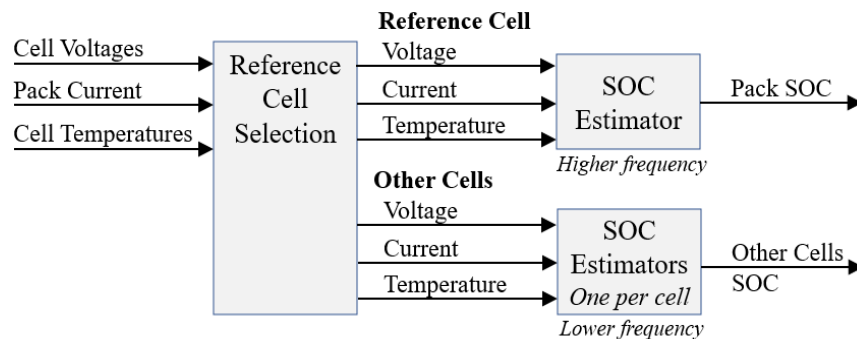 Cell Voltages
Pack Current
Cell Temperatures
Reference
Cell
Selection
Reference Cell
Voltage
Current
Temperature
SOC
Estimator
Higher frequency
Pack SOC
Other Cells
Voltage
Current
Temperature
SOC
Estimators
One per cell
Lower frequency
Other Cells
SOC